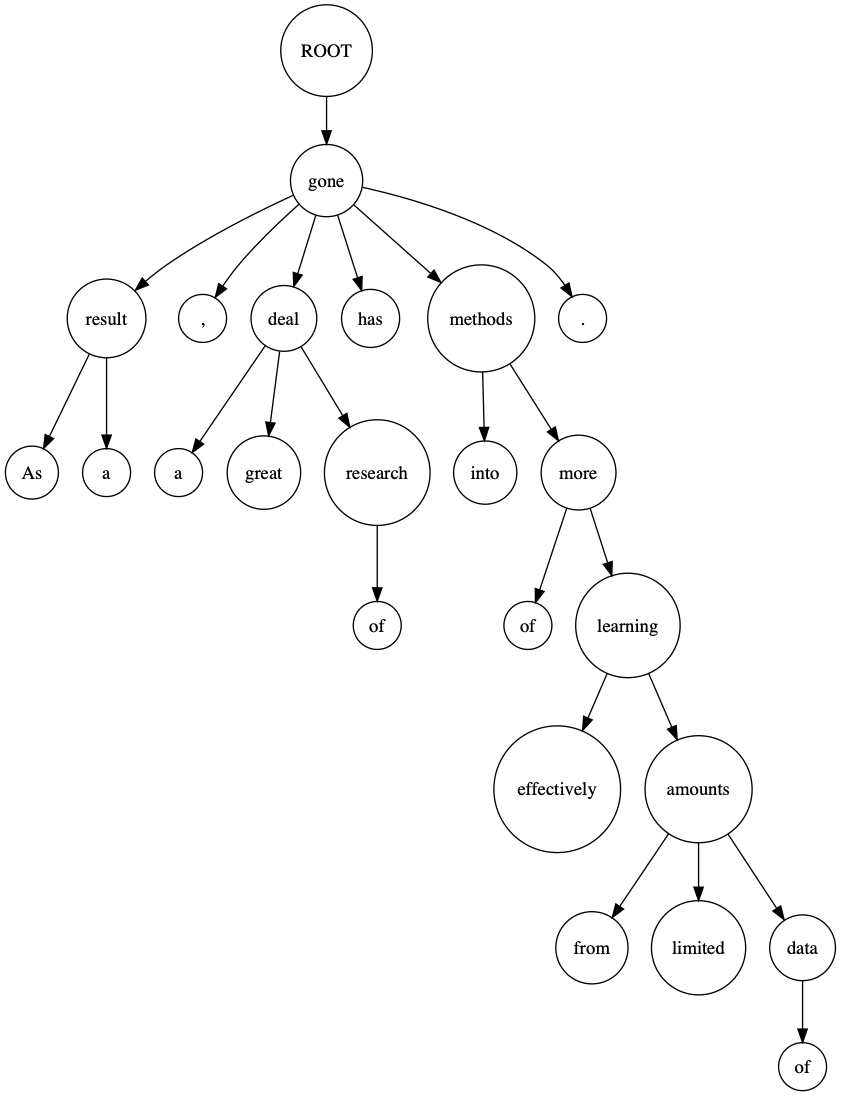 ROOT
gone
result , deal has methods .
As a a great research into more
of of learning
effectively amounts
from limited data
of